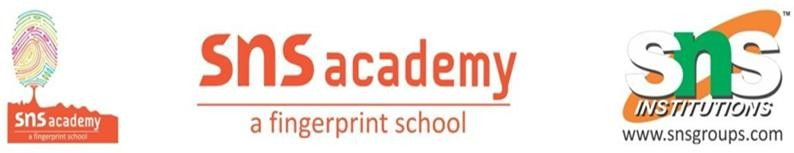 sns academy
a fingerprint school
sns academy
a fingerprint school
SnS
INSTITUTIONS
www.snsgroups.com
TM